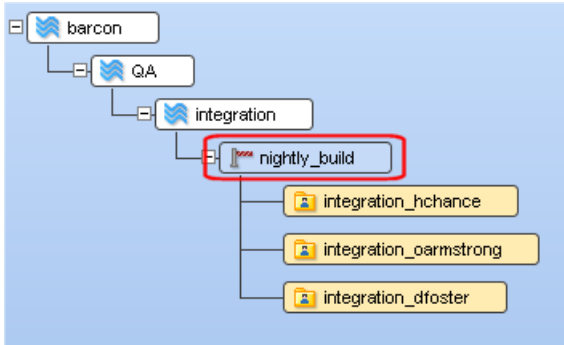 barcon
QA
integration
nightly_build
integration_hchance
integration_oarmstrong
integration_dfoster